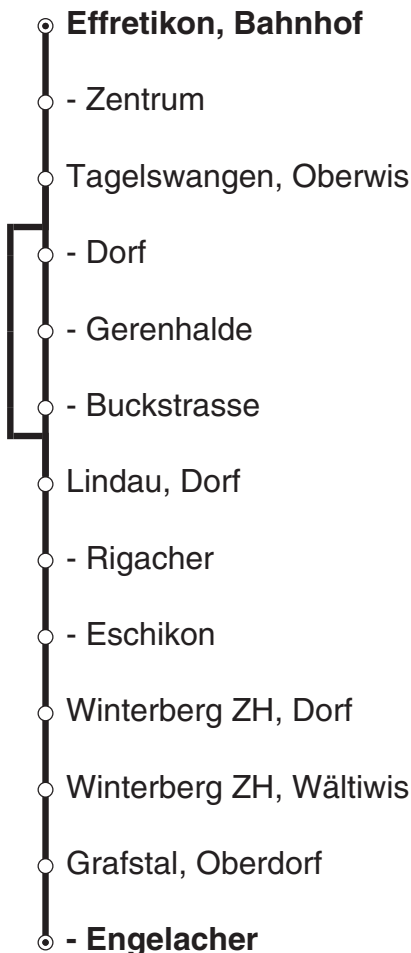 Effretikon, Bahnhof
- Zentrum
Tagelswangen, Oberwis
- Dorf
- Gerenhalde
- Buckstrasse
Lindau, Dorf
- Rigacher
- Eschikon
Winterberg ZH, Dorf
Winterberg ZH, Wältiwis
Grafstal, Oberdorf
- Engelacher